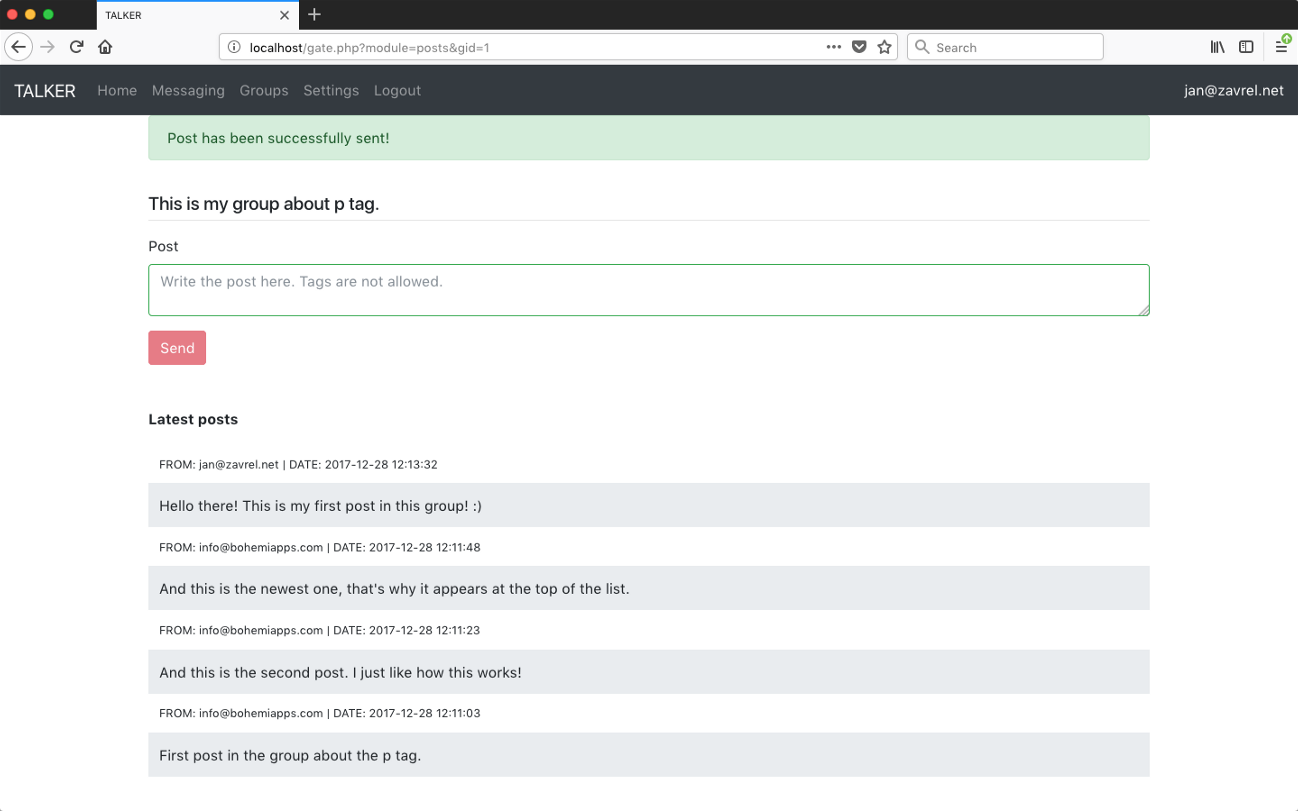 TALKER
localhost/gate.php?module=posts&gid=1
Search
TALKER Home Messaging Groups Settings Logout jan@zavrel.net
Post has been successfully sent!
This is my group about p tag.
Post
Write the post here. Tags are not allowed.
Send
Latest posts
FROM: jan@zavrel.net | DATE: 2017-12-28 12:13:32
Hello there! This is my first post in this group! :)
FROM: info@bohemiapps.com | DATE: 2017-12-28 12:11:48
And this is the newest one, that's why it appears at the top of the list.
FROM: info@bohemiapps.com | DATE: 2017-12-28 12:11:23
And this is the second post. I just like how this works!
FROM: info@bohemiapps.com | DATE: 2017-12-28 12:11:03
First post in the group about the p tag.